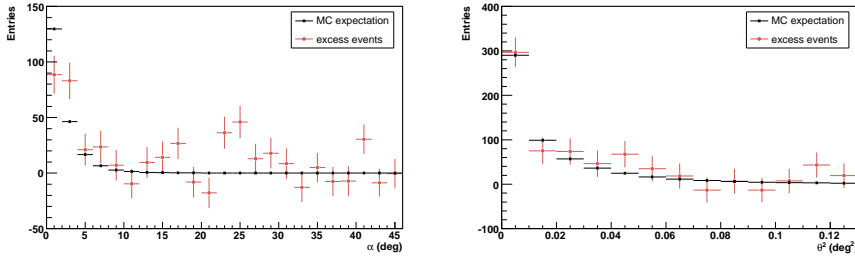 Entries
150
100
50
0
-50
0 5 10 15 20 25 30 35 40 45
α (deg)
MC expectation
excess events
Entries
400
300
200
100
0
-100
0 0.02 0.04 0.06 0.08 0.1 0.12
θ² (deg²
MC expectation
excess events